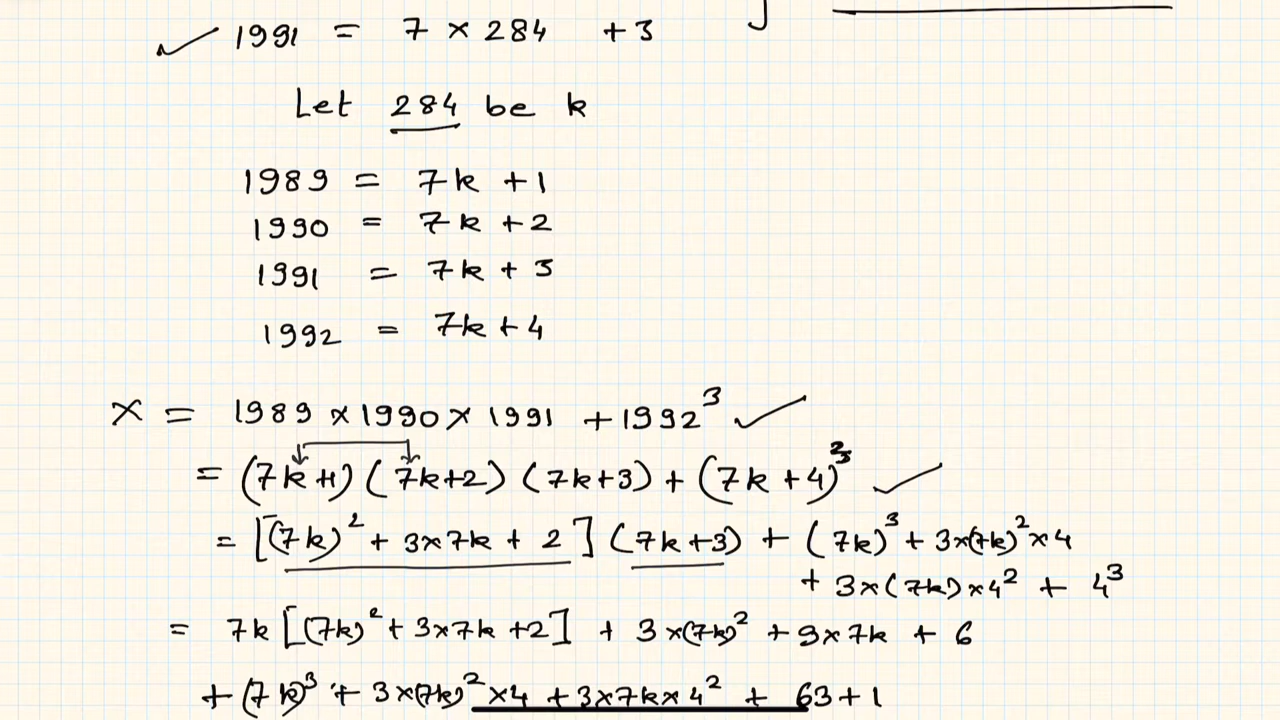 1991 = 7 × 284 + 3
Let 284 be k
1989 = 7k + 1
1990 = 7k + 2
1991 = 7k + 3
1992 = 7k + 4
X = 1989 × 1990 × 1991 + 1992³
= (7k+1) (7k+2) (7k+3) + (7k+4)³
= [(7k)² + 3×7k + 2] (7k+3) + (7k)³ + 3×(7k)²×4
+ 3×(7k)×4² + 4³
= 7k [(7k)² + 3×7k + 2] + 3×(7k)² + 9×7k + 6
+ (7k)³ + 3×(7k)²×4 + 3×7k×4² + 63+1